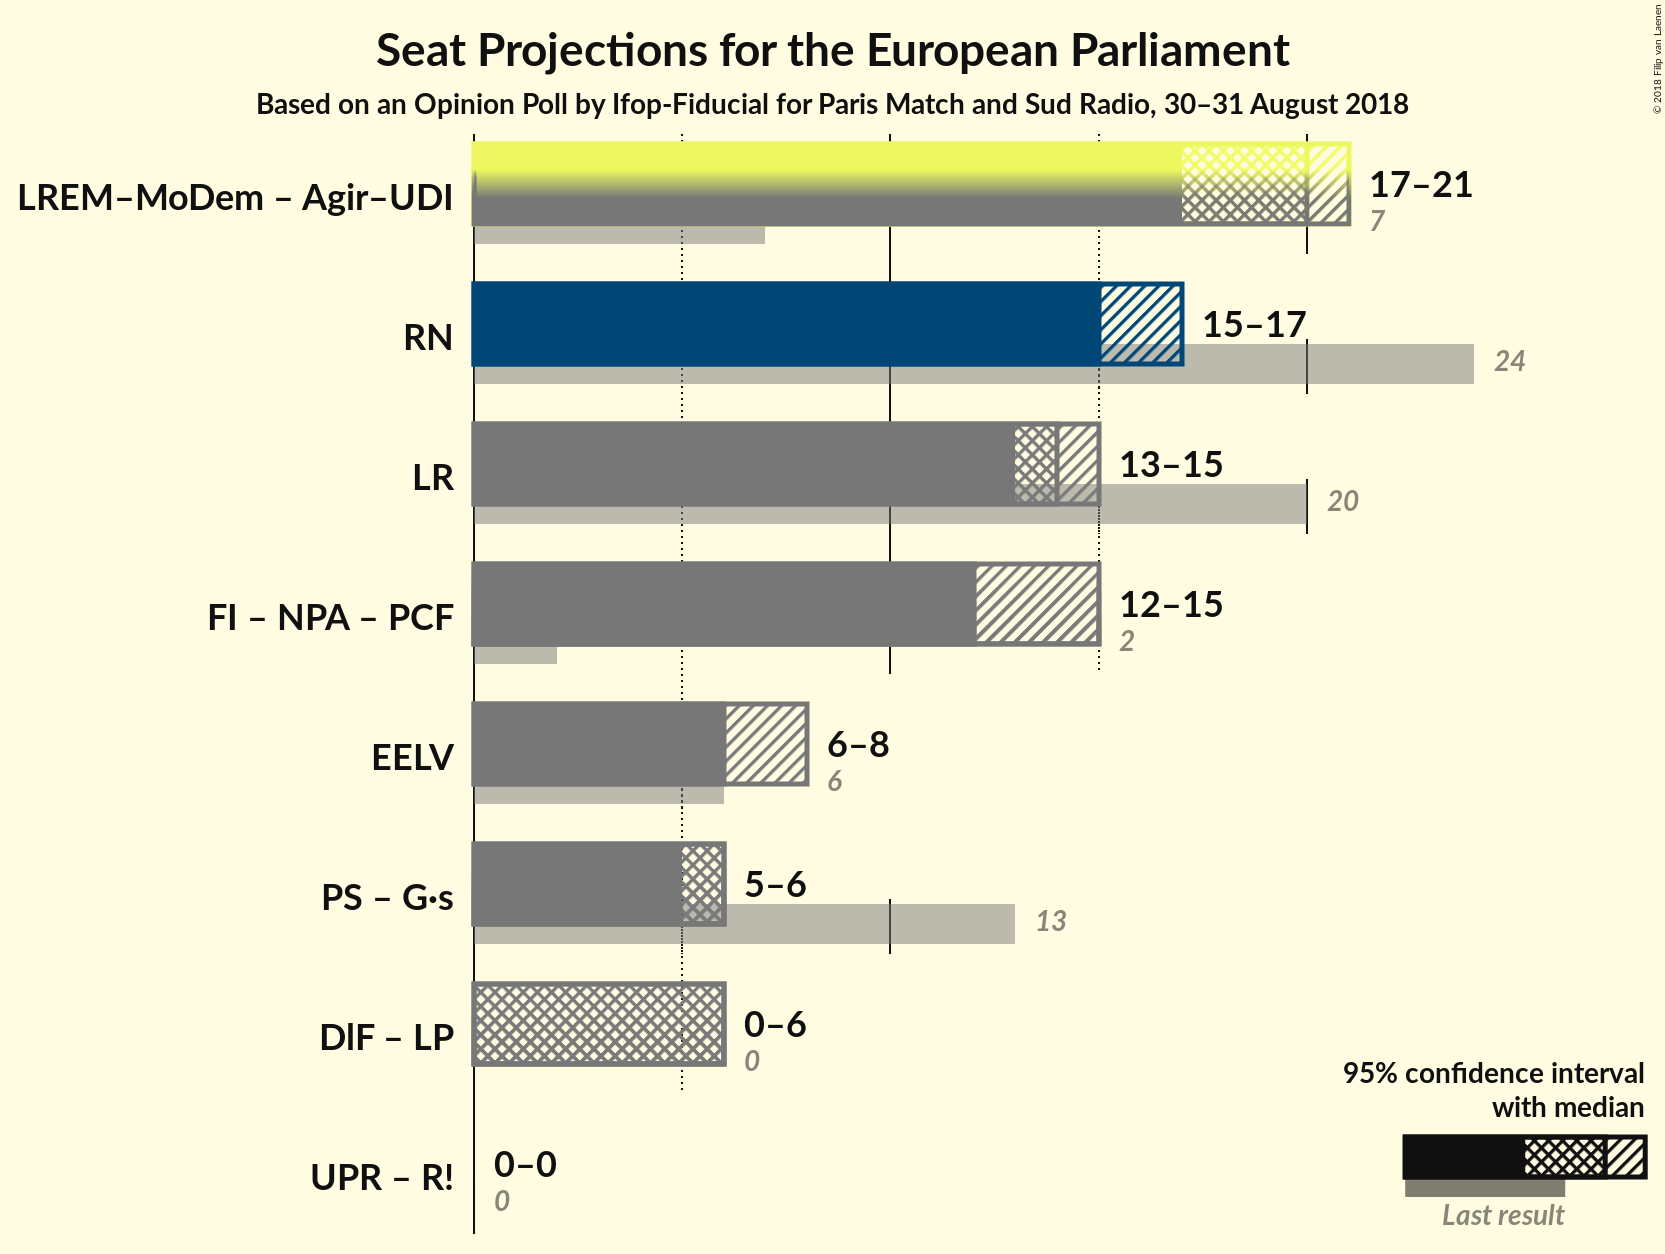 Seat Projections for the European Parliament
Based on an Opinion Poll by Ifop-Fiducial for Paris Match and Sud Radio, 30–31 August 2018
© 2018 Filip van Laenen
LREM–MoDem – Agir–UDI
17–21
7
RN
15–17
24
LR
13–15
20
FI – NPA – PCF
12–15
2
EELV
6–8
6
PS – G·s
5–6
13
DlF – LP
0–6
0
UPR – R!
0–0
0
95% confidence interval
with median
Last result